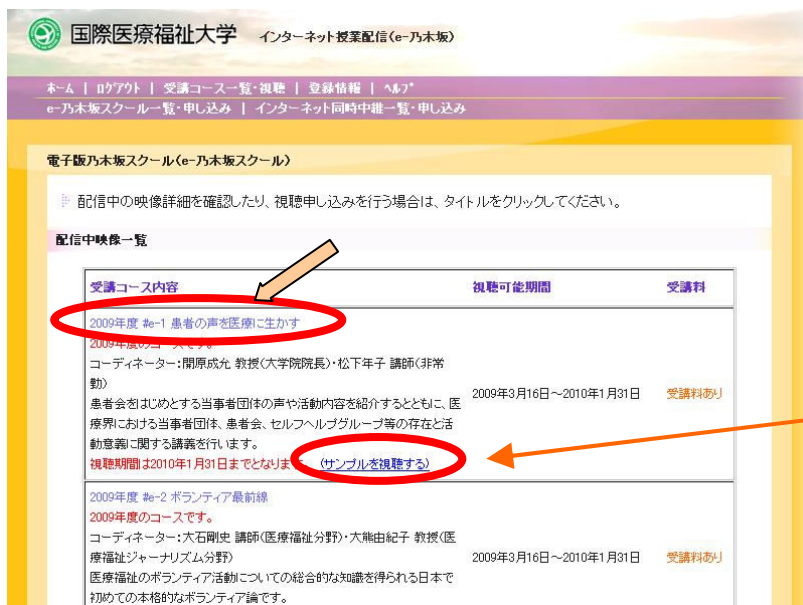 国際医療福祉大学 インターネット授業配信(e-乃木坂)
ホーム | ログアウト | 受講コース一覧・視聴 | 登録情報 | ヘルプ
e-乃木坂スクール一覧・申し込み | インターネット同時中継一覧・申し込み
電子版乃木坂スクール(e-乃木坂スクール)
配信中の映像詳細を確認したり、視聴申し込みを行う場合は、タイトルをクリックしてください。
配信中映像一覧
受講コース内容 視聴可能期間 受講料
2009年度 #e-1 患者の声を医療に生かす
2009年度のコースです。
コーディネーター:開原成允 教授(大学院院長)・松下年子 講師(非常
勤)
患者会をはじめとする当事者団体の声や活動内容を紹介するとともに、医
療界における当事者団体、患者会、セルフヘルプグループ等の存在と活
動意義に関する講義を行います。
視聴期間は2010年1月31日までとなります (サンプルを視聴する)
2009年3月16日～2010年1月31日 受講料あり
2009年度 #e-2 ボランティア最前線
2009年度のコースです。
コーディネーター:大石剛史 講師(医療福祉分野)・大熊由紀子 教授(医
療福祉ジャーナリズム分野)
医療福祉のボランティア活動についての総合的な知識を得られる日本で
初めての本格的なボランティア論です。
2009年3月16日～2010年1月31日 受講料あり